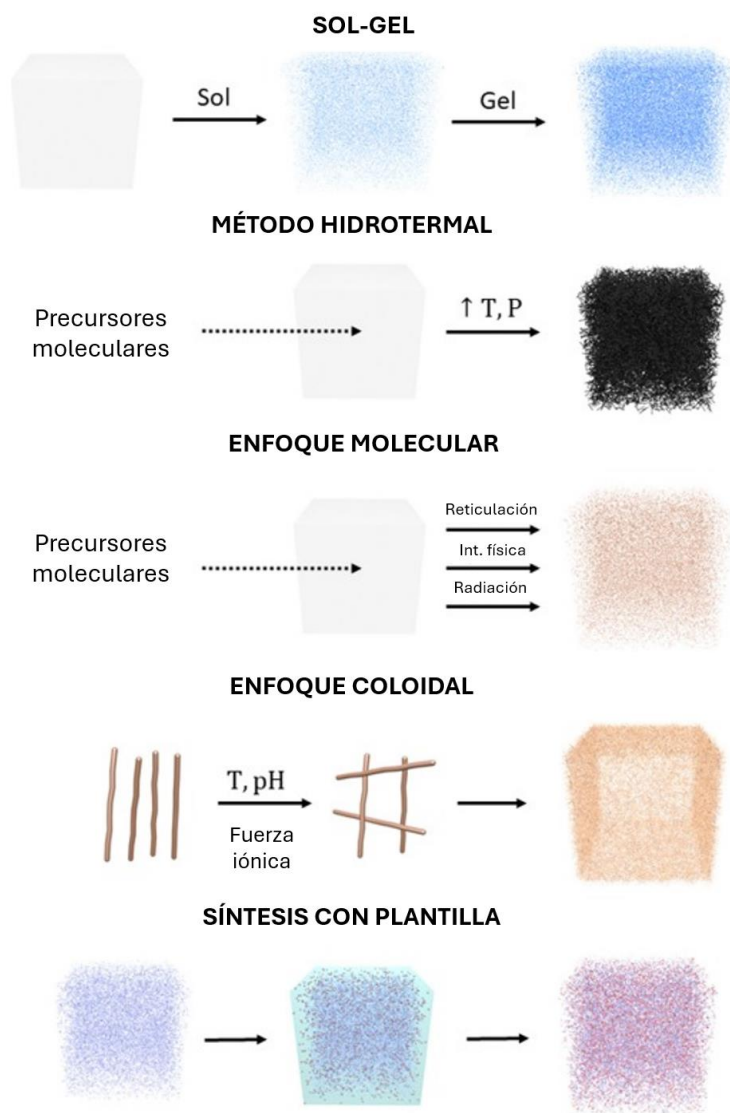 SOL-GEL
Sol
Gel
MÉTODO HIDROTERMAL
Precursores
moleculares
↑ T, P
ENFOQUE MOLECULAR
Precursores
moleculares
Reticulación
Int. física
Radiación
ENFOQUE COLOIDAL
T, pH
Fuerza
iónica
SÍNTESIS CON PLANTILLA